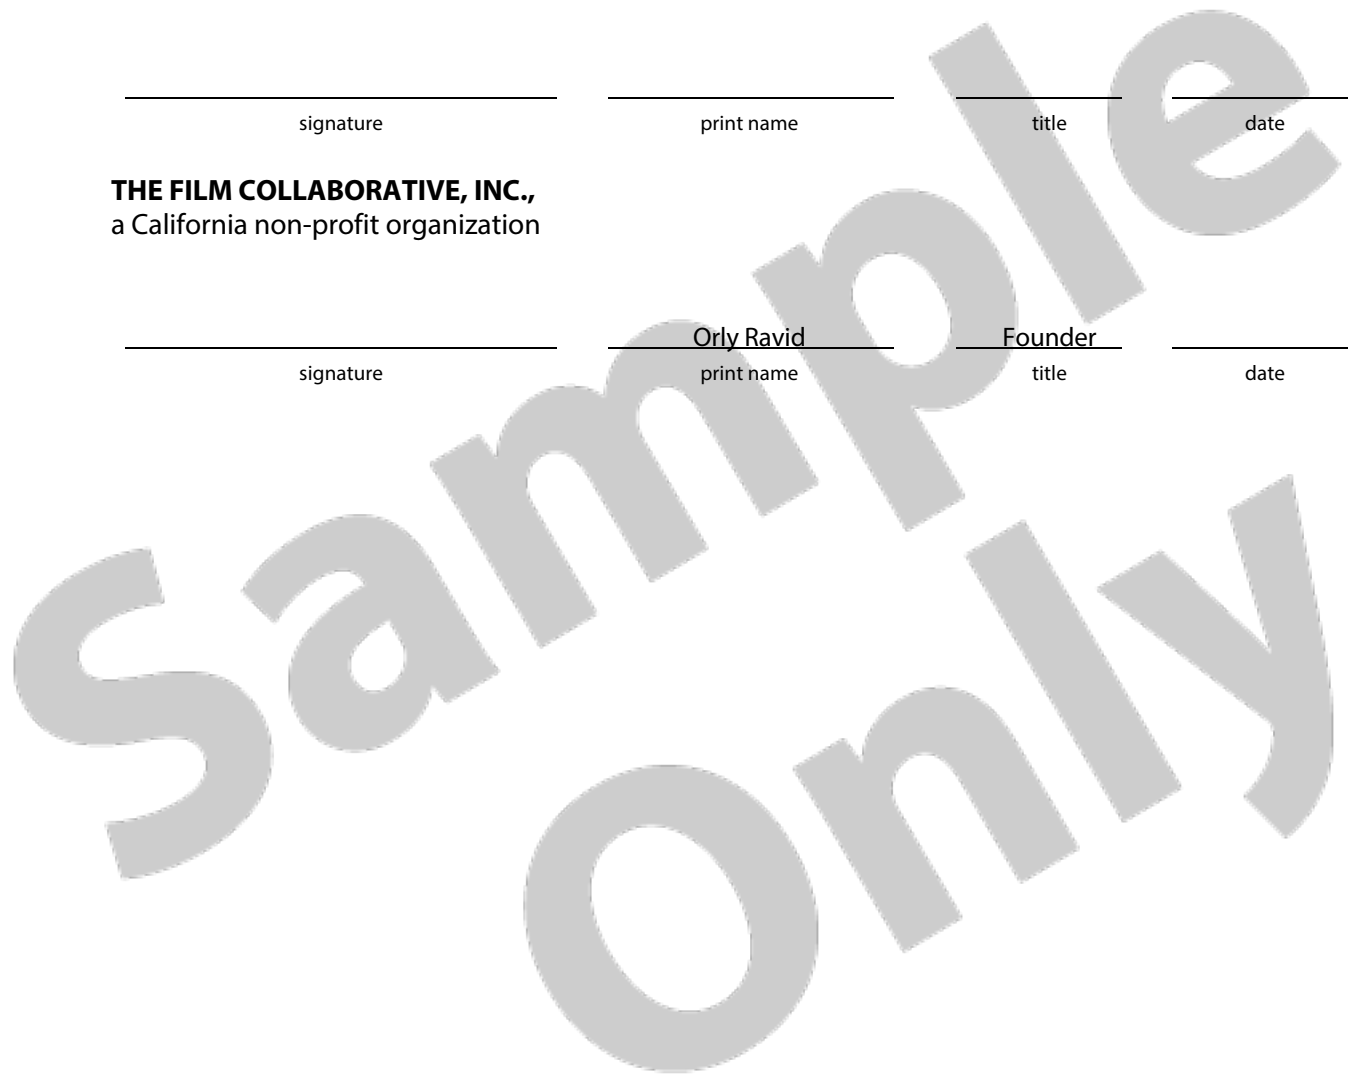 signature print name title date
THE FILM COLLABORATIVE, INC.,
a California non-profit organization
Orly Ravid Founder
signature print name title date
Sample
Only